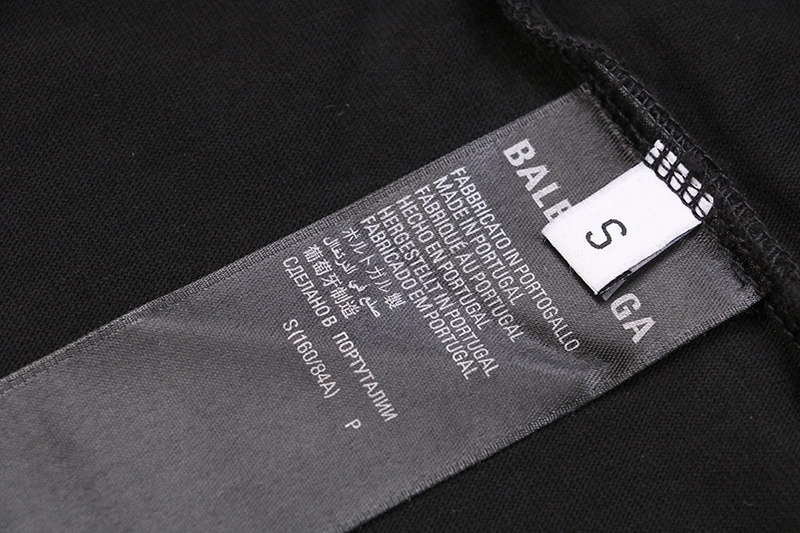 BALE GA
S
FABBRICATO IN PORTOGALLO
MADE IN PORTUGAL
FABRIQUÉ AU PORTUGAL
HECHO EN PORTUGAL
HERGESTELLT IN PORTUGAL
FABRICADO EM PORTUGAL
ポルトガル製
صنع في البرتغال
葡萄牙制造
СДЕЛАНО В ПОРТУГАЛИИ
S(160/84A) P